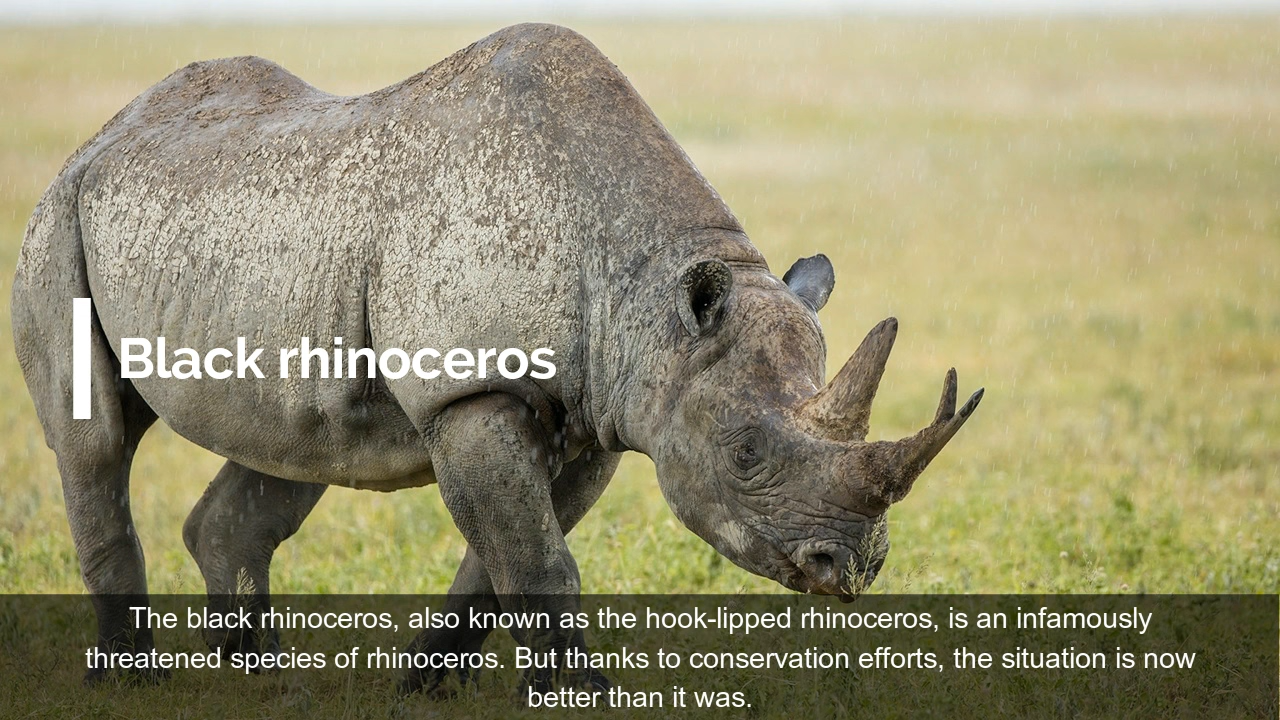 Black rhinoceros
The black rhinoceros, also known as the hook-lipped rhinoceros, is an infamously
threatened species of rhinoceros. But thanks to conservation efforts, the situation is now
better than it was.